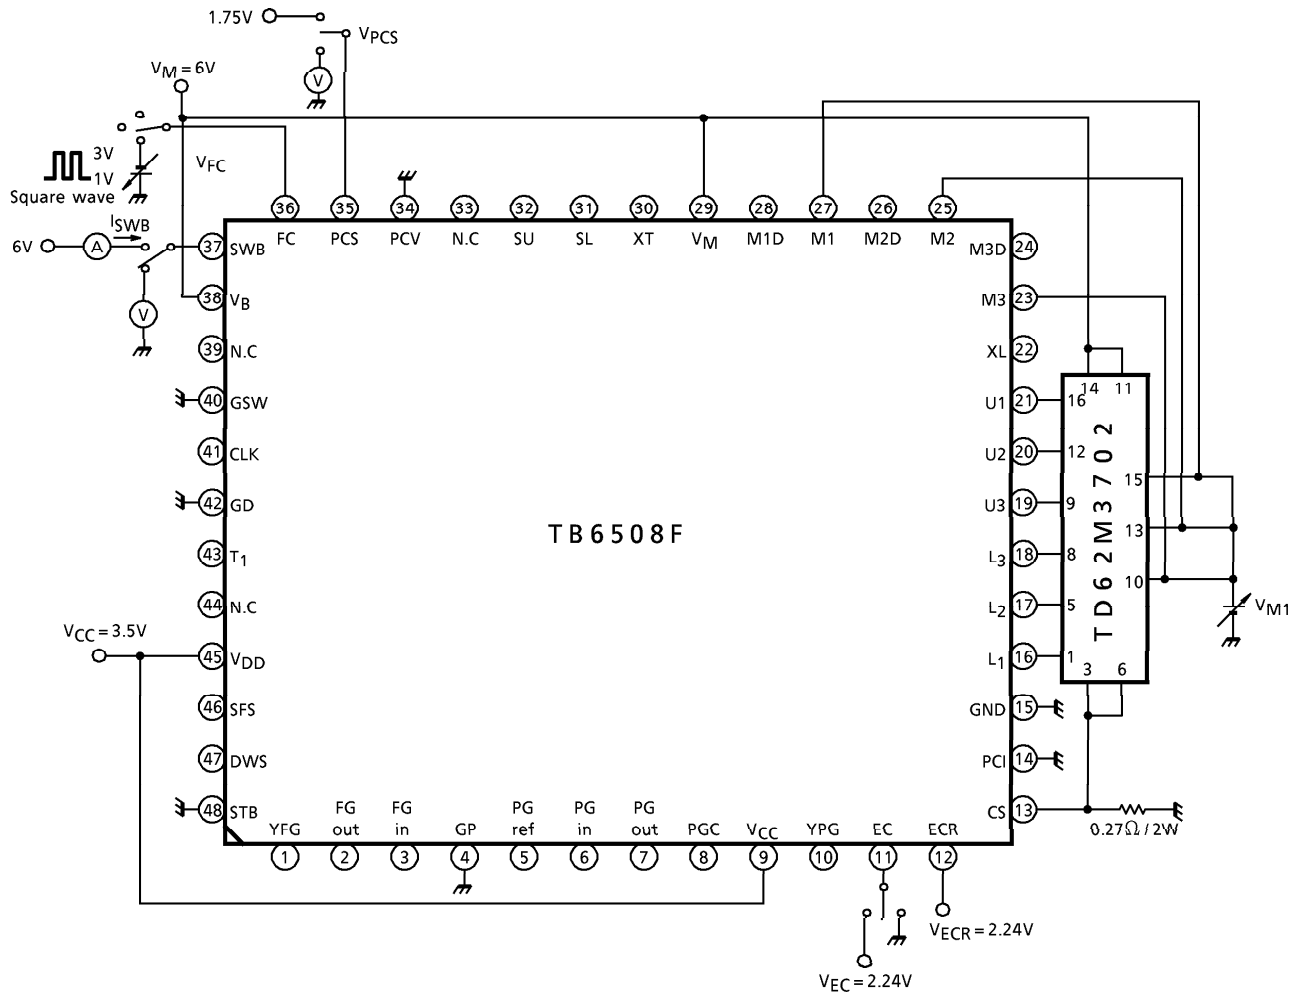 1.75V
VPCS
V
VM = 6V
3V
1V
Square wave
VFC
ISWB
6V
A
V
36 35 34 33 32 31 30 29 28 27 26 25
FC PCS PCV N.C SU SL XT VM M1D M1 M2D M2
37 SWB
38 VB
39 N.C
40 GSW
41 CLK
42 GD
43 T1
44 N.C
VCC = 3.5V
45 VDD
46 SFS
47 DWS
48 STB
TB6508F
M3D 24
M3 23
XL 22
U1 21
U2 20
U3 19
L3 18
L2 17
L1 16
GND 15
PCI 14
CS 13
14 11
16
12
9
8
5
1
15
13
10
3 6
TD62M3702
VM1
0.27Ω / 2W
YFG
FG out
FG in
GP
PG ref
PG in
PG out
PGC
VCC
YPG
EC
ECR
1 2 3 4 5 6 7 8 9 10 11 12
VECR = 2.24V
VEC = 2.24V